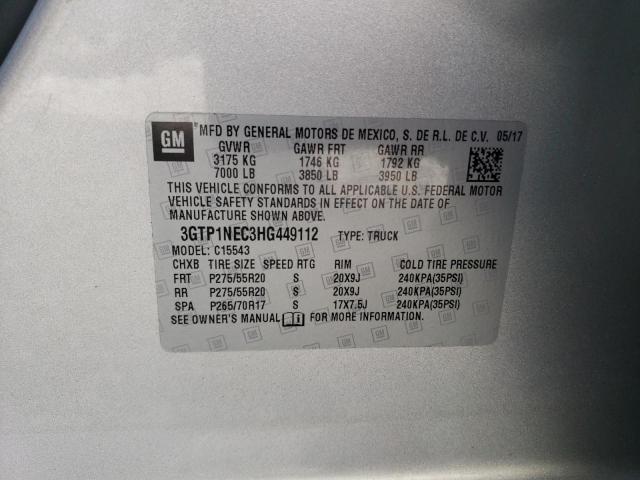 GM MFD BY GENERAL MOTORS DE MEXICO, S. DE R.L. DE C.V. 05/17
GVWR GAWR FRT GAWR RR
3175 KG 1746 KG 1792 KG
7000 LB 3850 LB 3950 LB
THIS VEHICLE CONFORMS TO ALL APPLICABLE U.S. FEDERAL MOTOR
VEHICLE SAFETY STANDARDS IN EFFECT ON THE DATE OF
MANUFACTURE SHOWN ABOVE.
3GTP1NEC3HG449112 TYPE: TRUCK
MODEL: C15543
CHXB TIRE SIZE SPEED RTG RIM COLD TIRE PRESSURE
FRT P275/55R20 S 20X9J 240KPA(35PSI)
RR P275/55R20 S 20X9J 240KPA(35PSI)
SPA P265/70R17 S 17X7.5J 240KPA(35PSI)
SEE OWNER'S MANUAL FOR MORE INFORMATION.